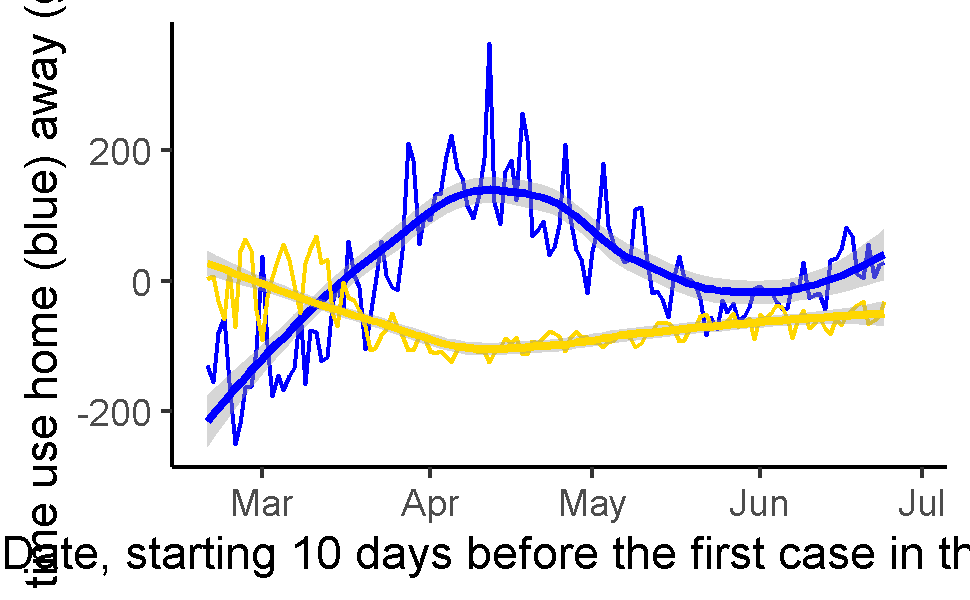 time use home (blue) away (
200
0
-200
Mar Apr May Jun Jul
Date, starting 10 days before the first case in th